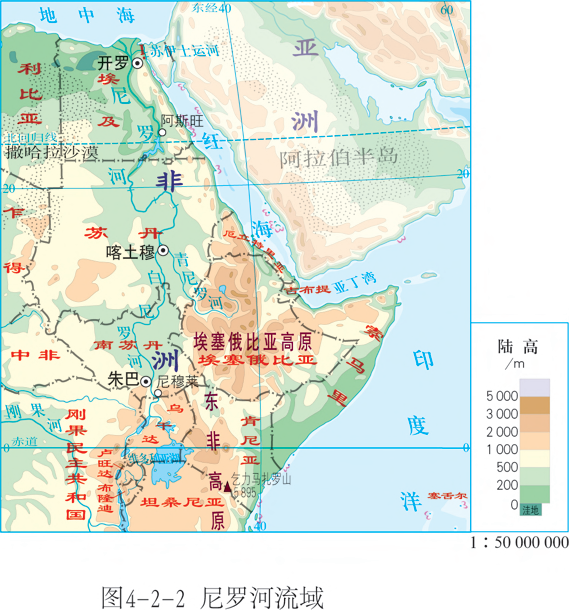 地中海
东经40
60
苏伊士运河
开罗
利比亚
埃及
尼罗河
亚洲
阿斯旺
北回归线
撒哈拉沙漠
红海
阿拉伯半岛
20
20
非洲
乍得
苏丹
厄立特里亚
喀土穆
青尼罗河
白尼罗河
吉布提
亚丁湾
埃塞俄比亚高原
埃塞俄比亚
索马里
南苏丹
中非
朱巴
尼穆莱
印度洋
刚果河
刚果民主共和国
乌干达
东非高原
肯尼亚
赤道
0
0
维多利亚湖
卢旺达
布隆迪
乞力马扎罗山
5 895
坦桑尼亚
塞舌尔
40
陆高
/m
5 000
3 000
2 000
1 000
500
200
0
洼地
1∶50 000 000
图4-2-2 尼罗河流域